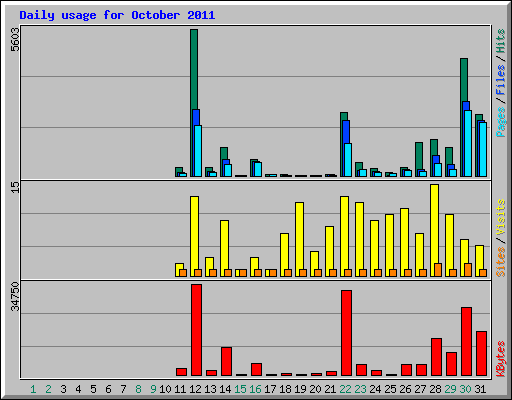 Daily usage for October 2011
5603
Pages / Files / Hits
15
Sites / Visits
34750
KBytes
1 2 3 4 5 6 7 8 9 10 11 12 13 14 15 16 17 18 19 20 21 22 23 24 25 26 27 28 29 30 31